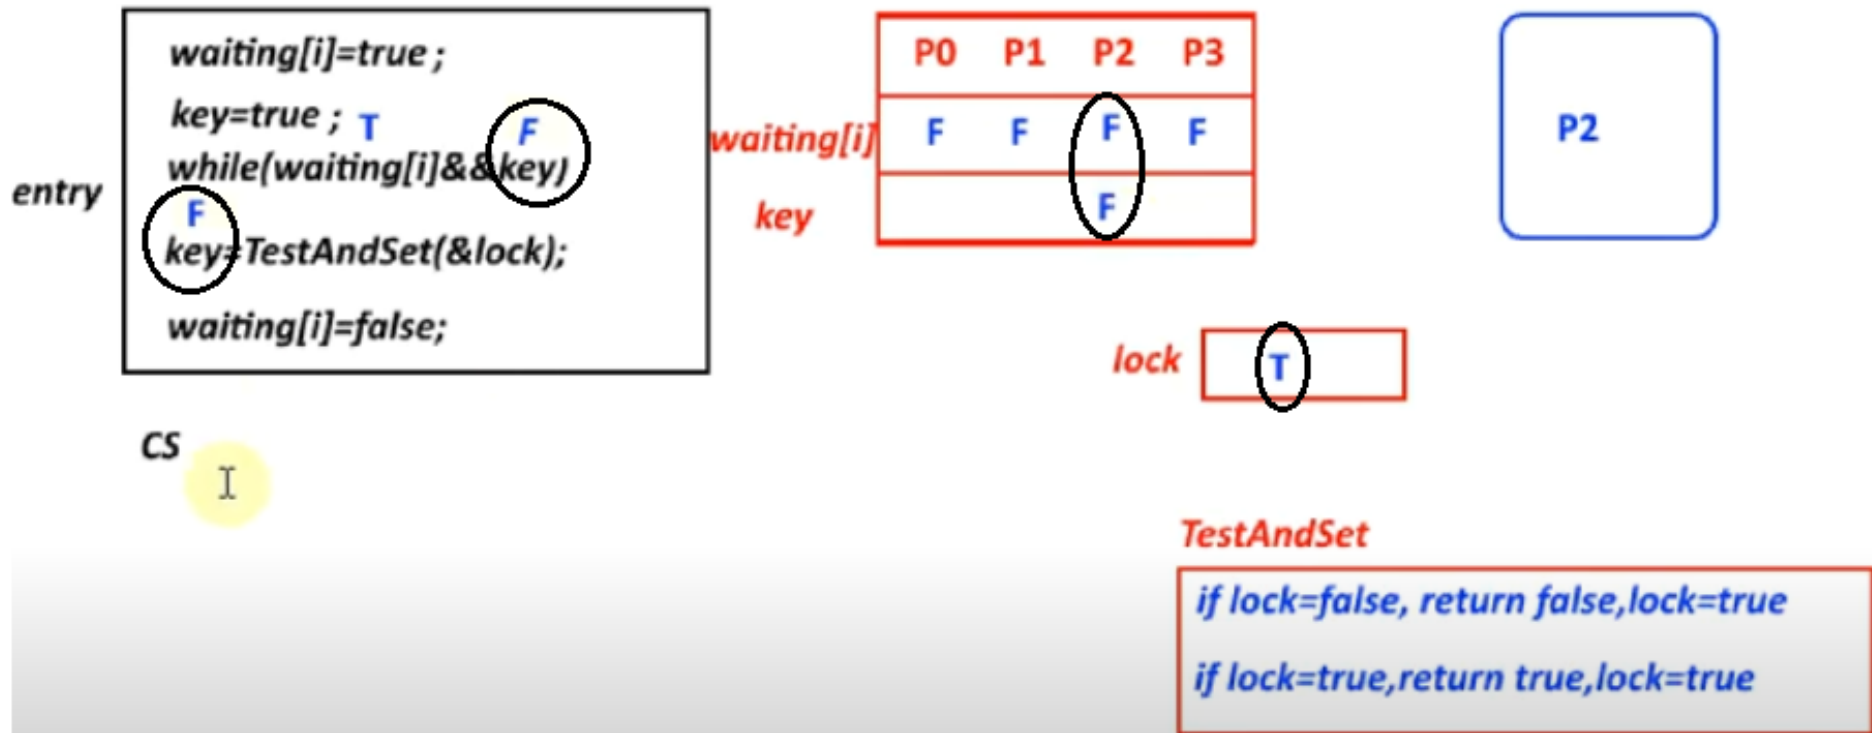 waiting[i]=true ;
key=true ; T F
while(waiting[i]&&key)
entry
F
key=TestAndSet(&lock);
waiting[i]=false;
CS
P0 P1 P2 P3
waiting[i] F F F F
key F
P2
lock T
TestAndSet
if lock=false, return false,lock=true
if lock=true,return true,lock=true